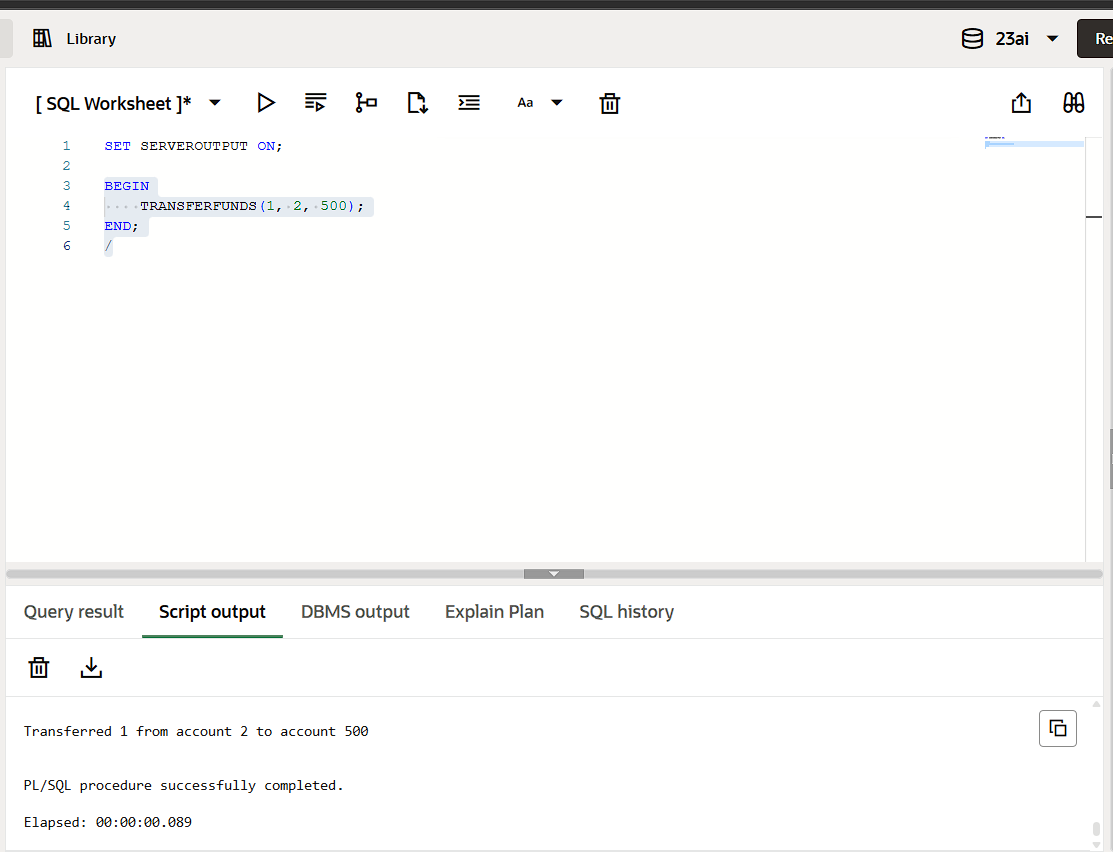 Library
23ai
Re
[ SQL Worksheet ]*
Aa
1 SET SERVEROUTPUT ON;
2
3 BEGIN
4 ····TRANSFERFUNDS(1,·2,·500);
5 END;
6 /
Query result Script output DBMS output Explain Plan SQL history
Transferred 1 from account 2 to account 500
PL/SQL procedure successfully completed.
Elapsed: 00:00:00.089